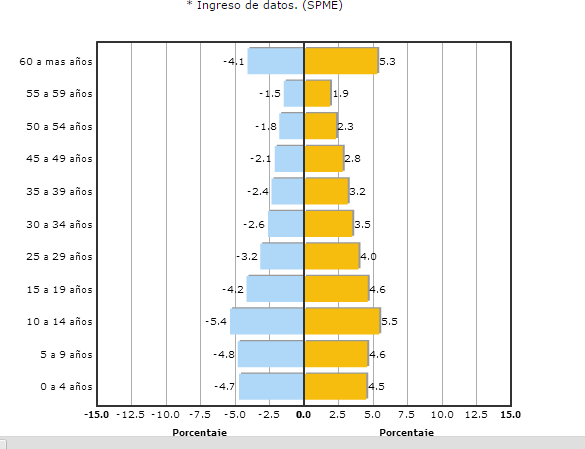 * Ingreso de datos. (SPME)
60 a mas años -4.1 5.3
55 a 59 años -1.5 1.9
50 a 54 años -1.8 2.3
45 a 49 años -2.1 2.8
35 a 39 años -2.4 3.2
30 a 34 años -2.6 3.5
25 a 29 años -3.2 4.0
15 a 19 años -4.2 4.6
10 a 14 años -5.4 5.5
5 a 9 años -4.8 4.6
0 a 4 años -4.7 4.5
-15.0 -12.5 -10.0 -7.5 -5.0 -2.5 0.0 2.5 5.0 7.5 10.0 12.5 15.0
Porcentaje Porcentaje